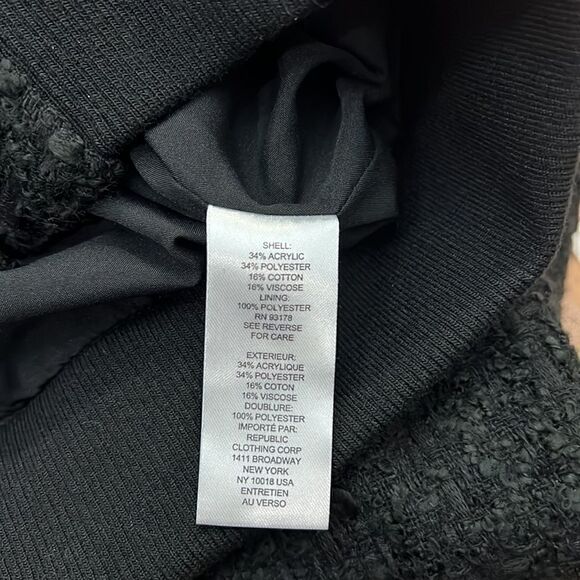 SHELL:
34% ACRYLIC
34% POLYESTER
16% COTTON
16% VISCOSE
LINING:
100% POLYESTER
RN 93178
SEE REVERSE
FOR CARE
EXTERIEUR:
34% ACRYLIQUE
34% POLYESTER
16% COTON
16% VISCOSE
DOUBLURE:
100% POLYESTER
IMPORTÉ PAR:
REPUBLIC
CLOTHING CORP
1411 BROADWAY
NEW YORK
NY 10018 USA
ENTRETIEN
AU VERSO